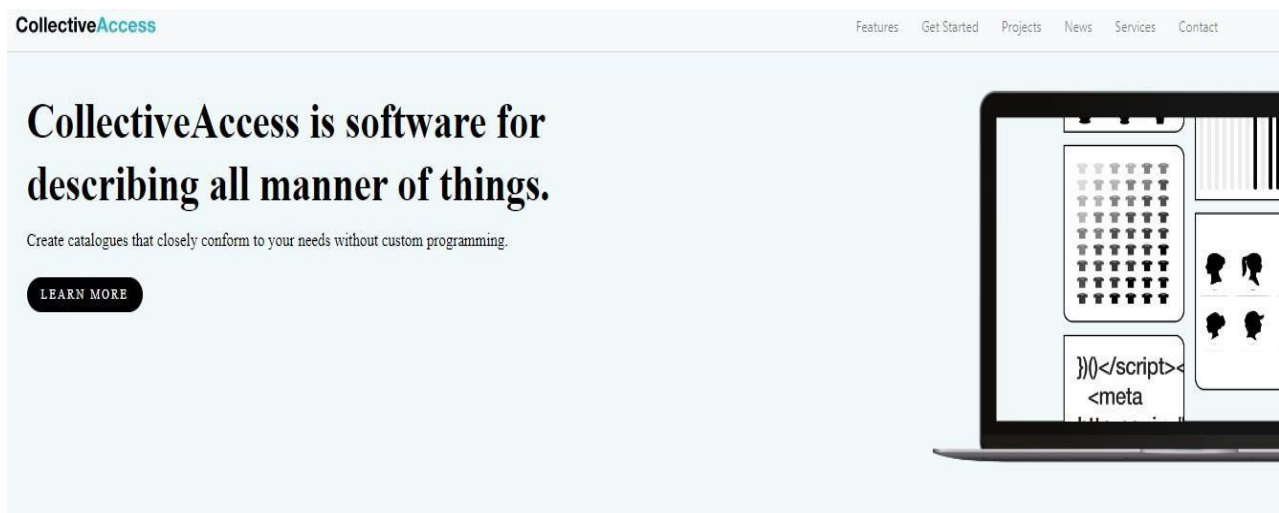 CollectiveAccess
Features Get Started Projects News Services Contact
CollectiveAccess is software for
describing all manner of things.
Create catalogues that closely conform to your needs without custom programming.
LEARN MORE
})()</script><
<meta